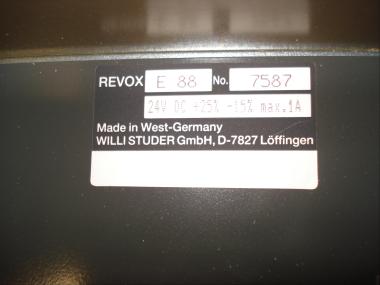 REVOX E 88 No. 7587
24V DC +25% -15% max.1A
Made in West-Germany
WILLI STUDER GmbH, D-7827 Löffingen